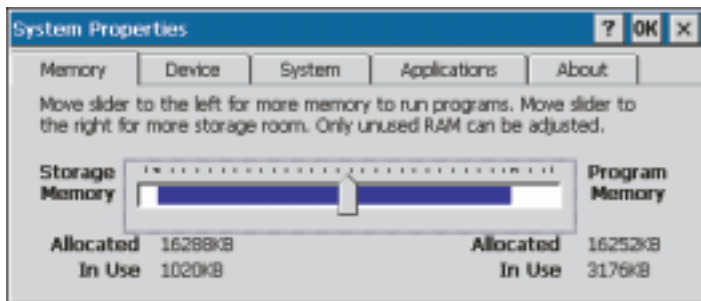 System Properties ? OK ×
Memory Device System Applications About
Move slider to the left for more memory to run programs. Move slider to
the right for more storage room. Only unused RAM can be adjusted.
Storage Memory
Program Memory
Allocated 16288KB Allocated 16252KB
In Use 1020KB In Use 3176KB